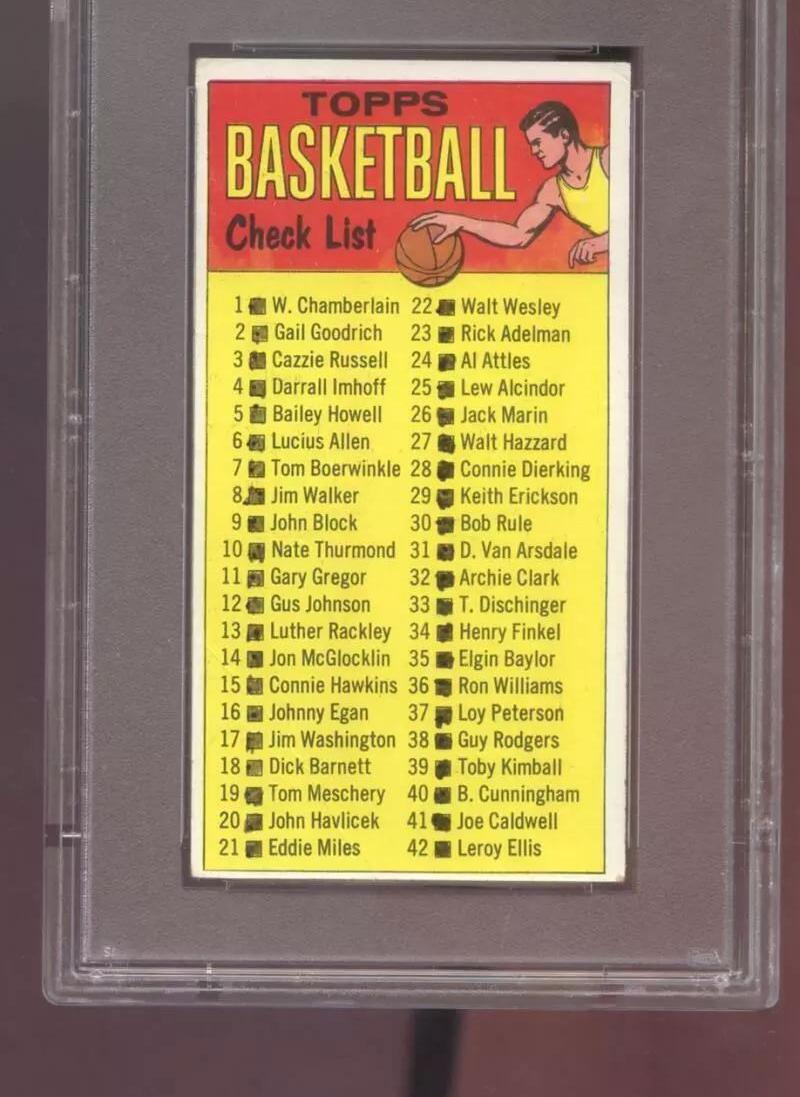 TOPPS
BASKETBALL
Check List
1 W. Chamberlain
2 Gail Goodrich
3 Cazzie Russell
4 Darrall Imhoff
5 Bailey Howell
6 Lucius Allen
7 Tom Boerwinkle
8 Jim Walker
9 John Block
10 Nate Thurmond
11 Gary Gregor
12 Gus Johnson
13 Luther Rackley
14 Jon McGlocklin
15 Connie Hawkins
16 Johnny Egan
17 Jim Washington
18 Dick Barnett
19 Tom Meschery
20 John Havlicek
21 Eddie Miles
22 Walt Wesley
23 Rick Adelman
24 Al Attles
25 Lew Alcindor
26 Jack Marin
27 Walt Hazzard
28 Connie Dierking
29 Keith Erickson
30 Bob Rule
31 D. Van Arsdale
32 Archie Clark
33 T. Dischinger
34 Henry Finkel
35 Elgin Baylor
36 Ron Williams
37 Loy Peterson
38 Guy Rodgers
39 Toby Kimball
40 B. Cunningham
41 Joe Caldwell
42 Leroy Ellis